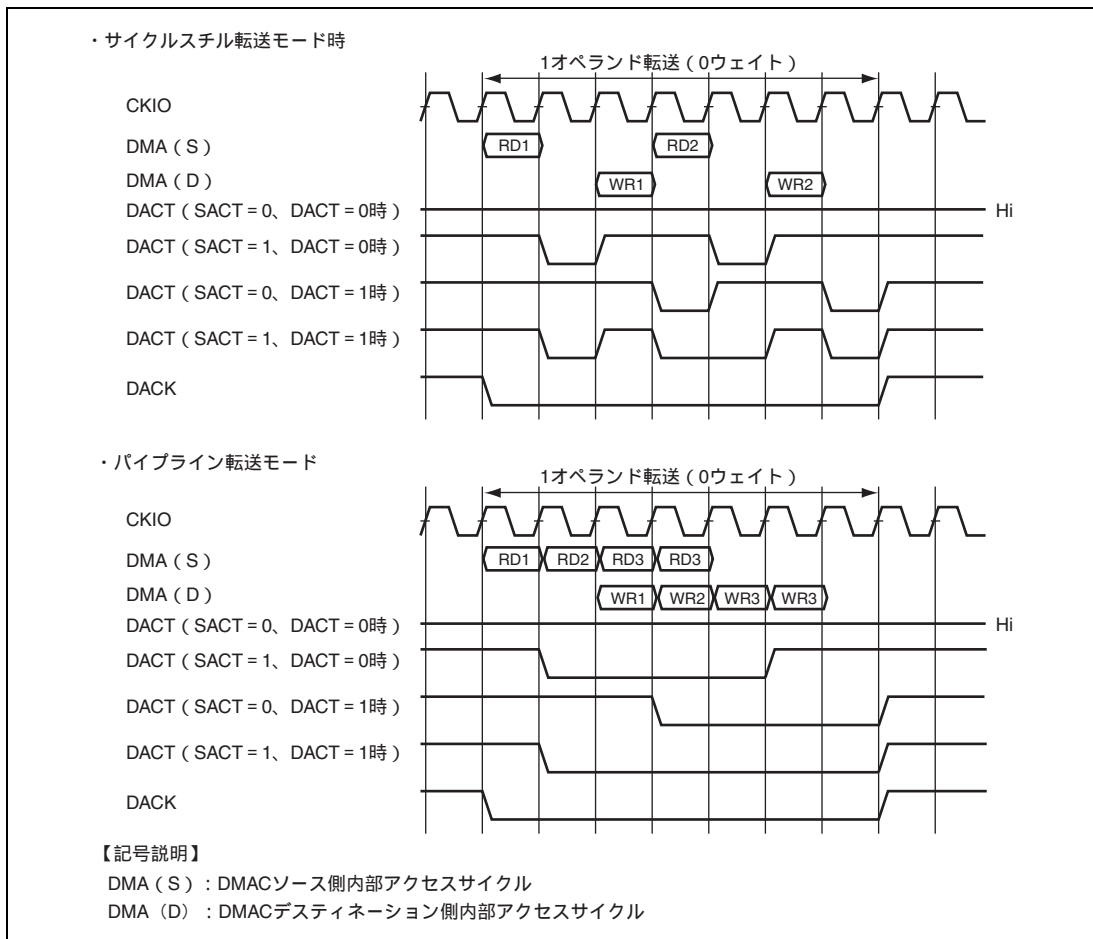 ・サイクルスチル転送モード時
1オペランド転送(0ウェイト)
CKIO
DMA(S)
RD1
RD2
DMA(D)
WR1
WR2
DACT(SACT = 0、DACT = 0時)
Hi
DACT(SACT = 1、DACT = 0時)
DACT(SACT = 0、DACT = 1時)
DACT(SACT = 1、DACT = 1時)
DACK
・パイプライン転送モード
1オペランド転送(0ウェイト)
CKIO
DMA(S)
RD1 RD2 RD3 RD3
DMA(D)
WR1 WR2 WR3 WR3
DACT(SACT = 0、DACT = 0時)
Hi
DACT(SACT = 1、DACT = 0時)
DACT(SACT = 0、DACT = 1時)
DACT(SACT = 1、DACT = 1時)
DACK
【記号説明】
DMA(S):DMACソース側内部アクセスサイクル
DMA(D):DMACデスティネーション側内部アクセスサイクル